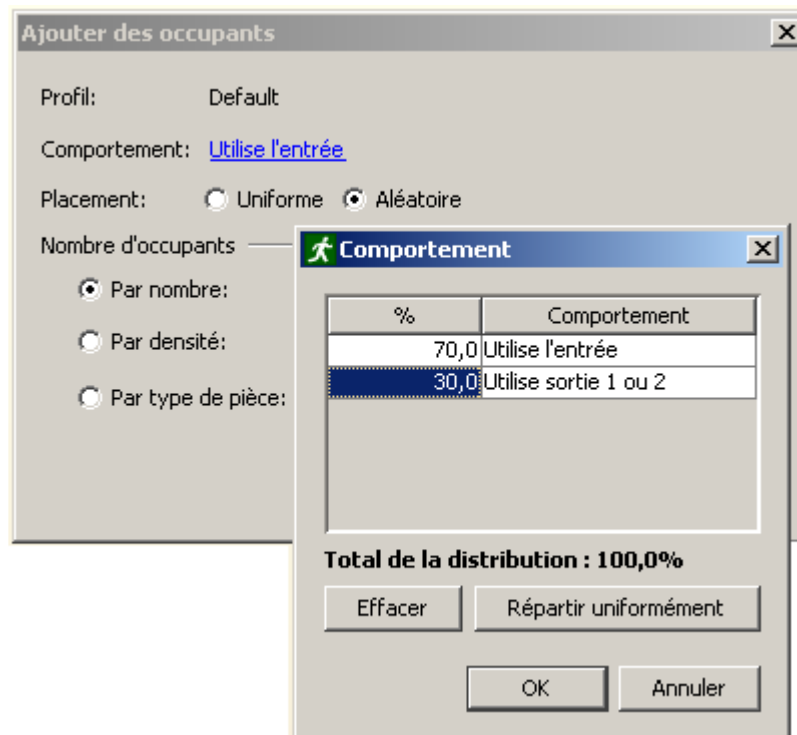 Ajouter des occupants
Profil: Default
Comportement: Utilise l'entrée
Placement: Uniforme Aléatoire
Nombre d'occupants
Par nombre:
Par densité:
Par type de pièce:
Comportement
% Comportement
70,0 Utilise l'entrée
30,0 Utilise sortie 1 ou 2
Total de la distribution : 100,0%
Effacer Répartir uniformément
OK Annuler